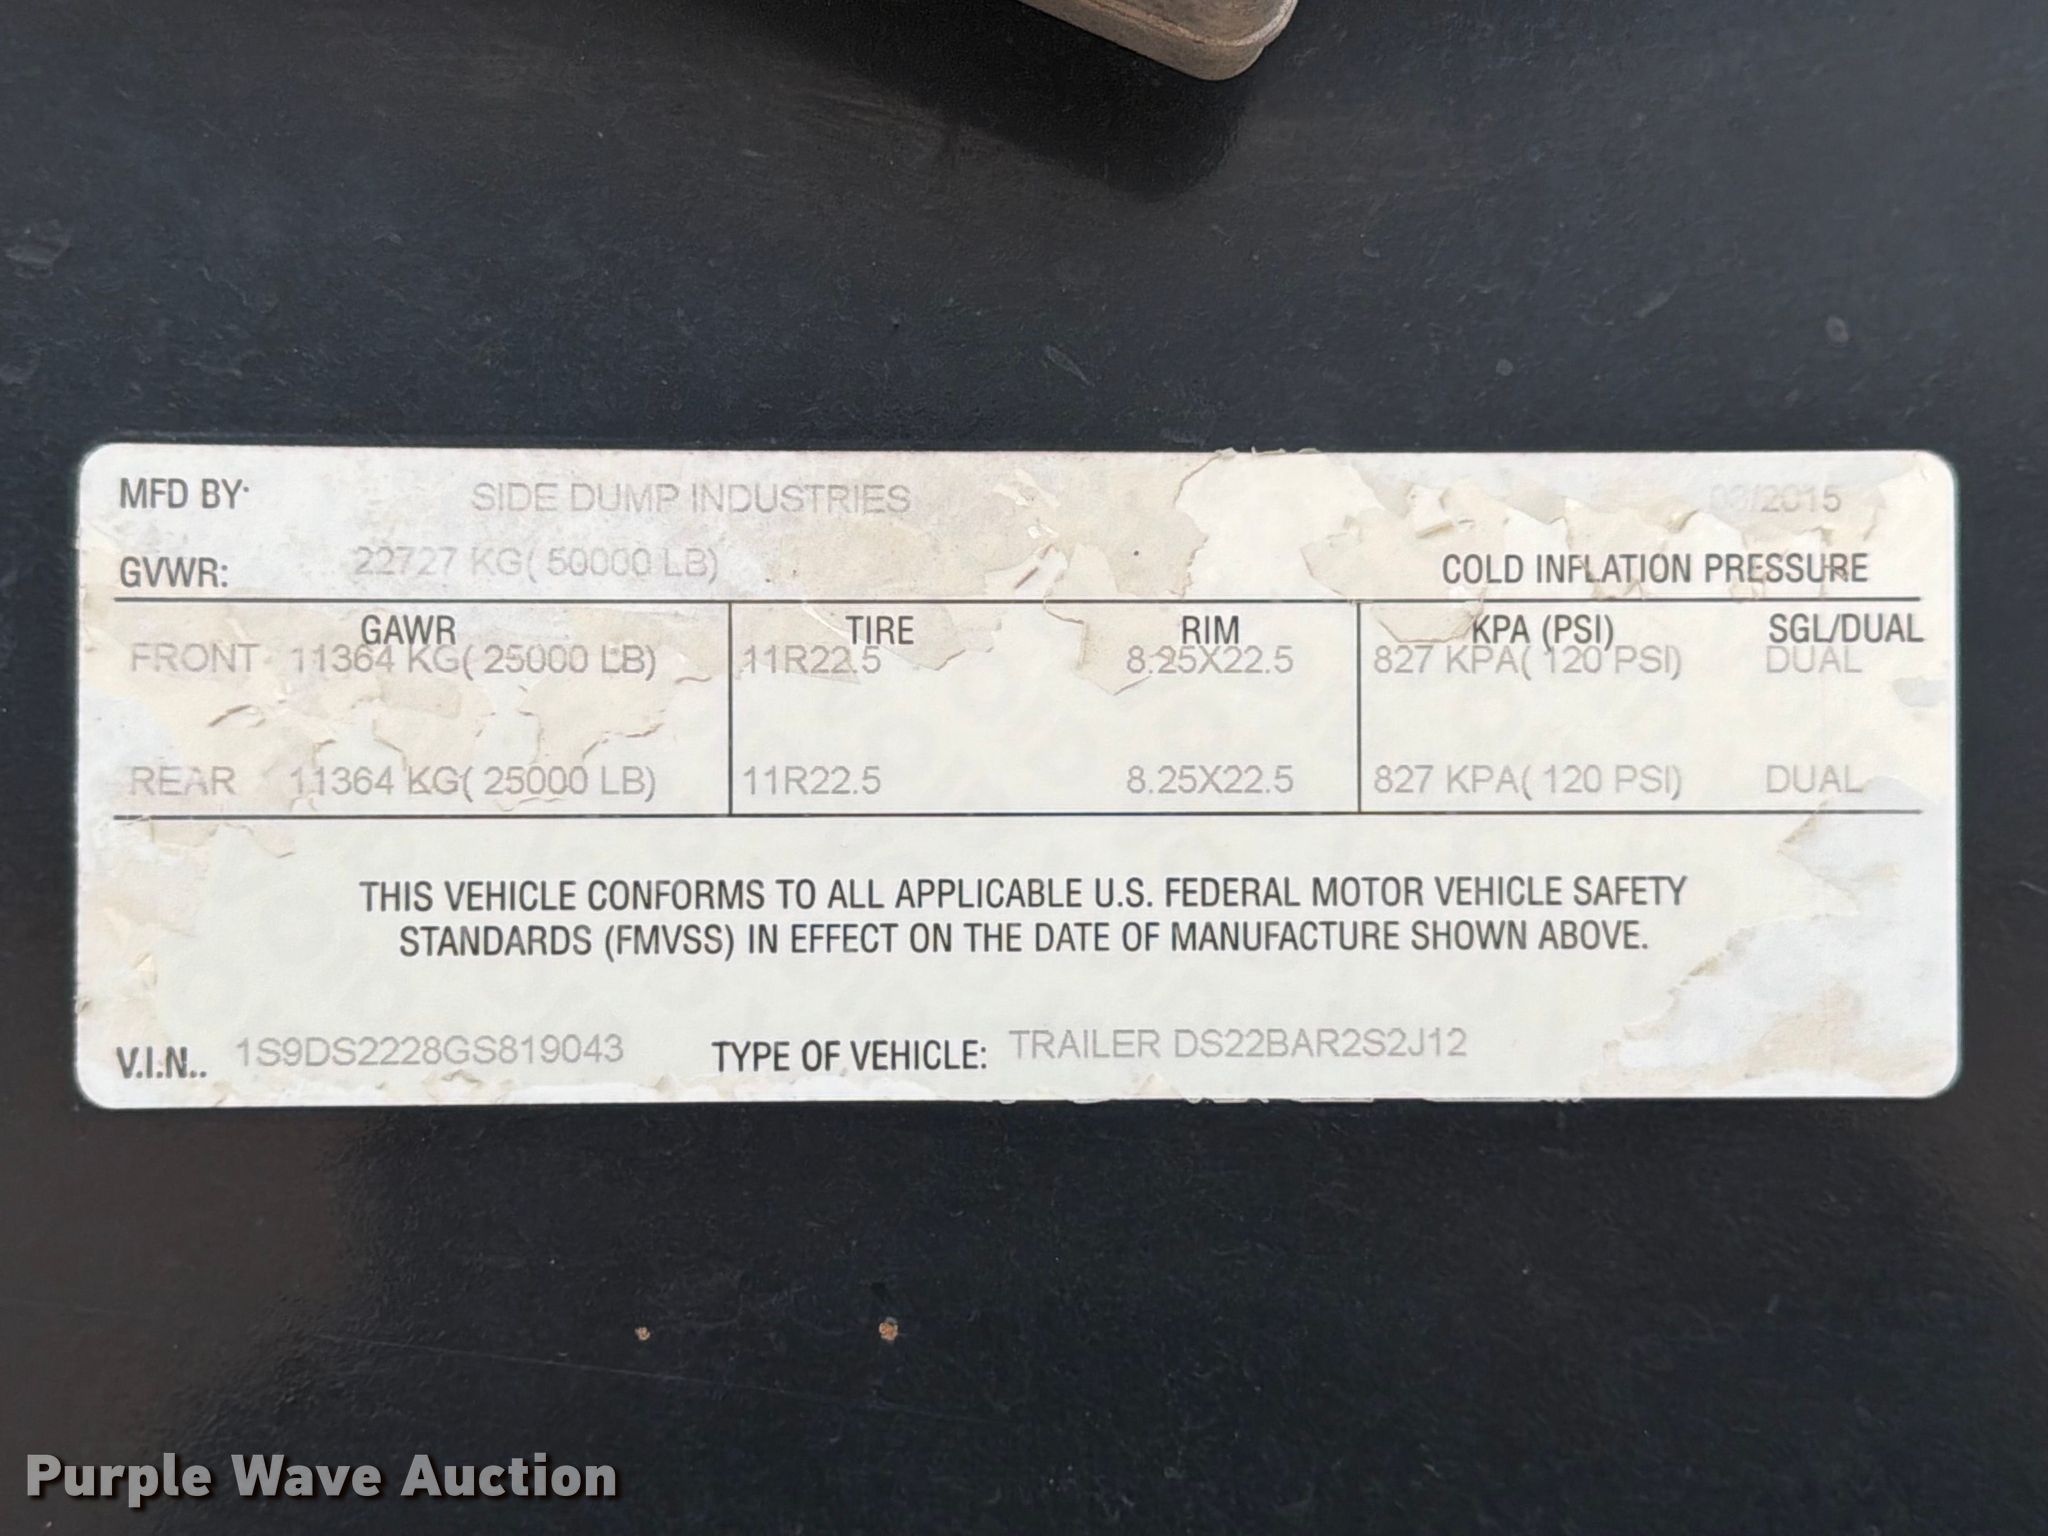 MFD BY: SIDE DUMP INDUSTRIES /2015
GVWR: 22727 KG( 50000 LB) COLD INFLATION PRESSURE
GAWR TIRE RIM KPA (PSI) SGL/DUAL
FRONT 11364 KG( 25000 LB) 11R22.5 8.25X22.5 827 KPA( 120 PSI) DUAL
REAR 11364 KG( 25000 LB) 11R22.5 8.25X22.5 827 KPA( 120 PSI) DUAL
THIS VEHICLE CONFORMS TO ALL APPLICABLE U.S. FEDERAL MOTOR VEHICLE SAFETY
STANDARDS (FMVSS) IN EFFECT ON THE DATE OF MANUFACTURE SHOWN ABOVE.
V.I.N.. 1S9DS2228GS819043 TYPE OF VEHICLE: TRAILER DS22BAR2S2J12
Purple Wave Auction